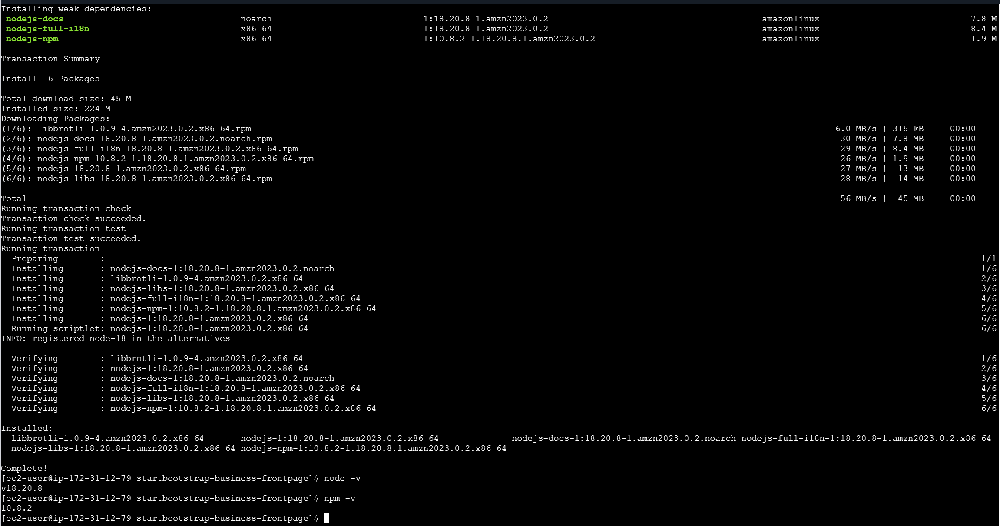 Installing weak dependencies:
 nodejs-docs                                  noarch                             1:18.20.8-1.amzn2023.0.2                                         amazonlinux                             7.8 M
 nodejs-full-i18n                             x86_64                             1:18.20.8-1.amzn2023.0.2                                         amazonlinux                             8.4 M
 nodejs-npm                                   x86_64                             1:10.8.2-1.18.20.8.1.amzn2023.0.2                                amazonlinux                             1.9 M
Transaction Summary
================================================================================
Install  6 Packages
Total download size: 45 M
Installed size: 224 M
Downloading Packages:
(1/6): libbrotli-1.0.9-4.amzn2023.0.2.x86_64.rpm 6.0 MB/s | 315 kB 00:00
(2/6): nodejs-docs-18.20.8-1.amzn2023.0.2.noarch.rpm 30 MB/s | 7.8 MB 00:00
(3/6): nodejs-full-i18n-18.20.8-1.amzn2023.0.2.x86_64.rpm 29 MB/s | 8.4 MB 00:00
(4/6): nodejs-npm-10.8.2-1.18.20.8.1.amzn2023.0.2.x86_64.rpm 26 MB/s | 1.9 MB 00:00
(5/6): nodejs-18.20.8-1.amzn2023.0.2.x86_64.rpm 27 MB/s | 13 MB 00:00
(6/6): nodejs-libs-18.20.8-1.amzn2023.0.2.x86_64.rpm 28 MB/s | 14 MB 00:00
--------------------------------------------------------------------------------
Total 56 MB/s | 45 MB 00:00
Running transaction check
Transaction check succeeded.
Running transaction test
Transaction test succeeded.
Running transaction
  Preparing        : 1/1
  Installing       : nodejs-docs-1:18.20.8-1.amzn2023.0.2.noarch 1/6
  Installing       : libbrotli-1.0.9-4.amzn2023.0.2.x86_64 2/6
  Installing       : nodejs-libs-1:18.20.8-1.amzn2023.0.2.x86_64 3/6
  Installing       : nodejs-full-i18n-1:18.20.8-1.amzn2023.0.2.x86_64 4/6
  Installing       : nodejs-npm-1:10.8.2-1.18.20.8.1.amzn2023.0.2.x86_64 5/6
  Installing       : nodejs-1:18.20.8-1.amzn2023.0.2.x86_64 6/6
  Running scriptlet: nodejs-1:18.20.8-1.amzn2023.0.2.x86_64 6/6
INFO: registered node-18 in the alternatives
  Verifying        : libbrotli-1.0.9-4.amzn2023.0.2.x86_64 1/6
  Verifying        : nodejs-1:18.20.8-1.amzn2023.0.2.x86_64 2/6
  Verifying        : nodejs-docs-1:18.20.8-1.amzn2023.0.2.noarch 3/6
  Verifying        : nodejs-full-i18n-1:18.20.8-1.amzn2023.0.2.x86_64 4/6
  Verifying        : nodejs-libs-1:18.20.8-1.amzn2023.0.2.x86_64 5/6
  Verifying        : nodejs-npm-1:10.8.2-1.18.20.8.1.amzn2023.0.2.x86_64 6/6
Installed:
  libbrotli-1.0.9-4.amzn2023.0.2.x86_64       nodejs-1:18.20.8-1.amzn2023.0.2.x86_64              nodejs-docs-1:18.20.8-1.amzn2023.0.2.noarch nodejs-full-i18n-1:18.20.8-1.amzn2023.0.2.x86_64
  nodejs-libs-1:18.20.8-1.amzn2023.0.2.x86_64 nodejs-npm-1:10.8.2-1.18.20.8.1.amzn2023.0.2.x86_64
Complete!
[ec2-user@ip-172-31-12-79 startbootstrap-business-frontpage]$ node -v
v18.20.8
[ec2-user@ip-172-31-12-79 startbootstrap-business-frontpage]$ npm -v
10.8.2
[ec2-user@ip-172-31-12-79 startbootstrap-business-frontpage]$